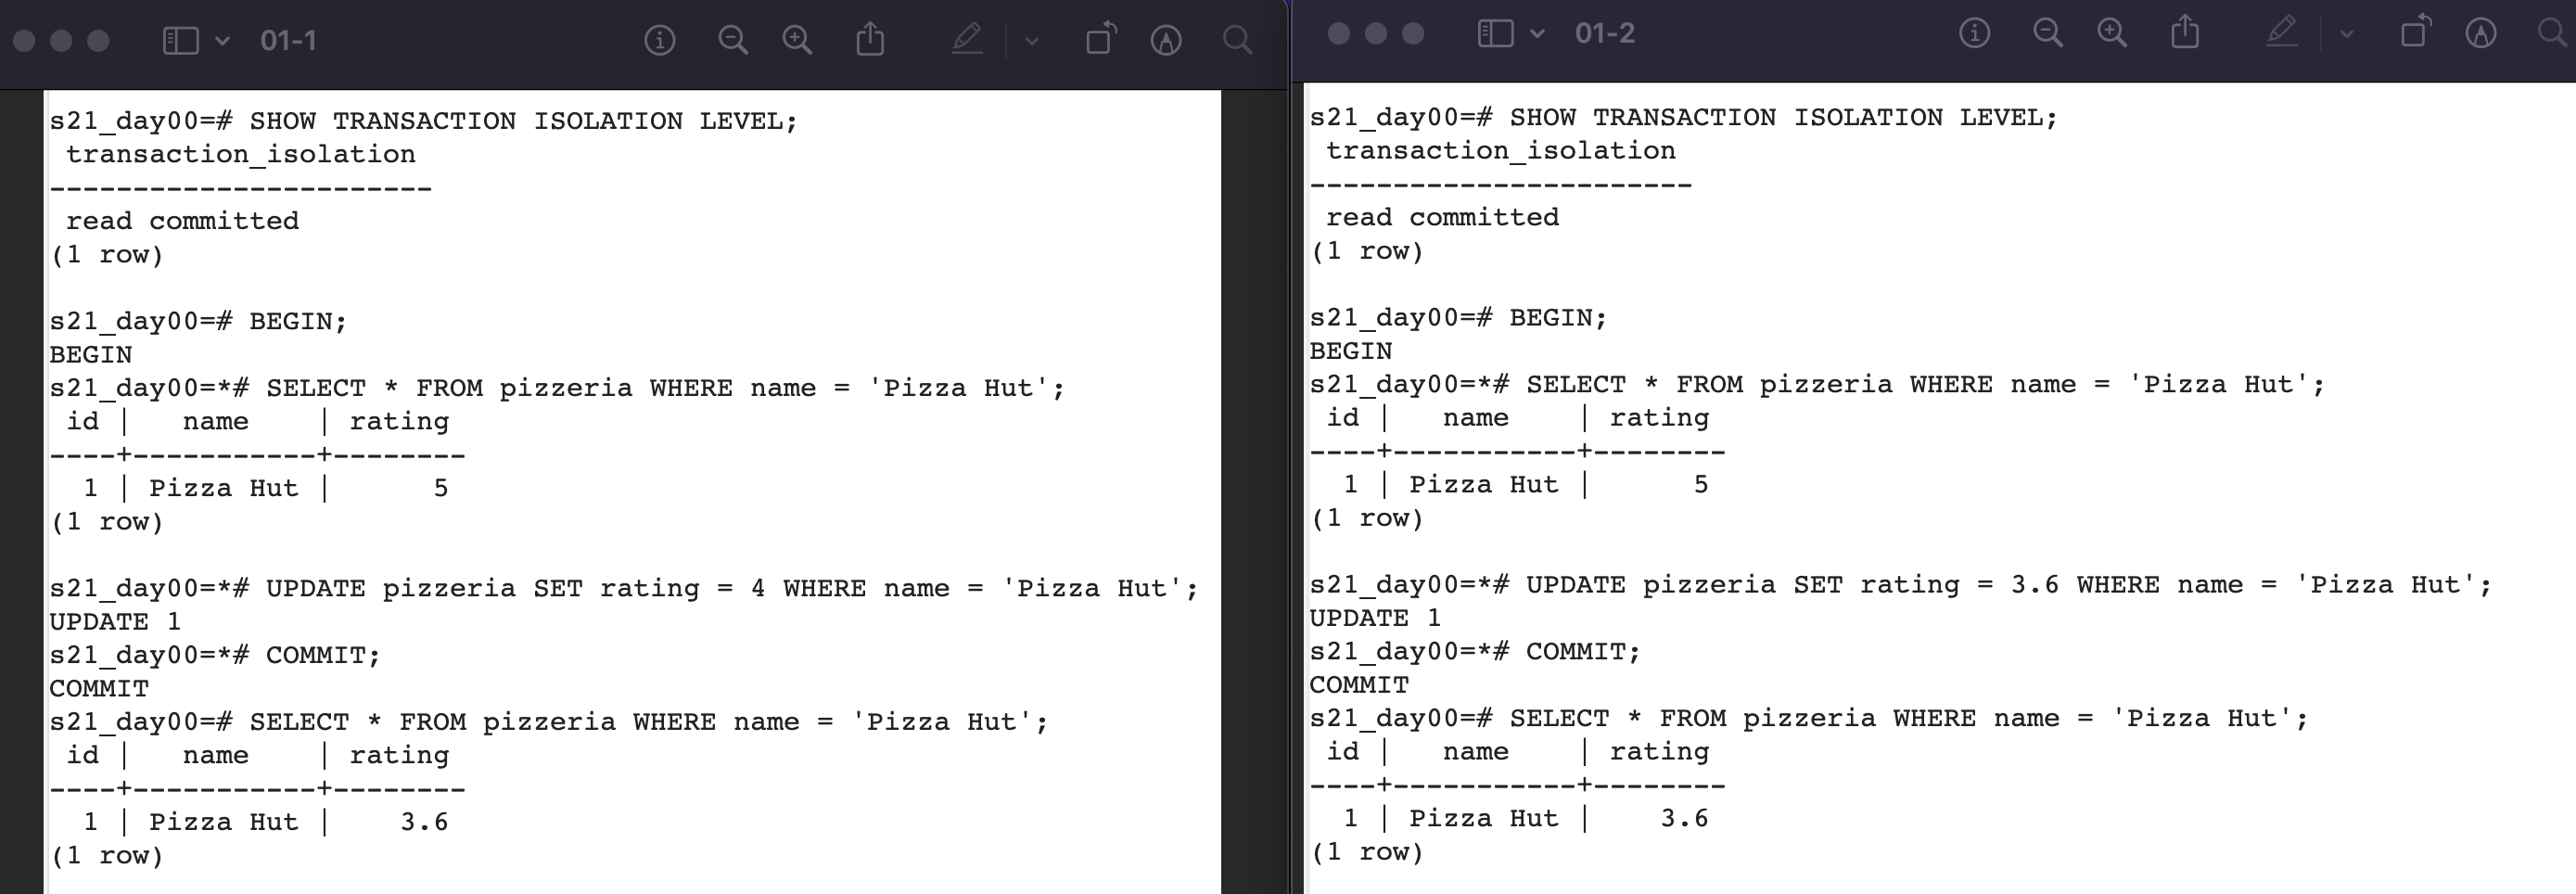 01-1
s21_day00=# SHOW TRANSACTION ISOLATION LEVEL;
 transaction_isolation
-----------------------
 read committed
(1 row)

s21_day00=# BEGIN;
BEGIN
s21_day00=*# SELECT * FROM pizzeria WHERE name = 'Pizza Hut';
 id |   name    | rating
----+-----------+--------
  1 | Pizza Hut |      5
(1 row)

s21_day00=*# UPDATE pizzeria SET rating = 4 WHERE name = 'Pizza Hut';
UPDATE 1
s21_day00=*# COMMIT;
COMMIT
s21_day00=# SELECT * FROM pizzeria WHERE name = 'Pizza Hut';
 id |   name    | rating
----+-----------+--------
  1 | Pizza Hut |    3.6
(1 row)

01-2
s21_day00=# SHOW TRANSACTION ISOLATION LEVEL;
 transaction_isolation
-----------------------
 read committed
(1 row)

s21_day00=# BEGIN;
BEGIN
s21_day00=*# SELECT * FROM pizzeria WHERE name = 'Pizza Hut';
 id |   name    | rating
----+-----------+--------
  1 | Pizza Hut |      5
(1 row)

s21_day00=*# UPDATE pizzeria SET rating = 3.6 WHERE name = 'Pizza Hut';
UPDATE 1
s21_day00=*# COMMIT;
COMMIT
s21_day00=# SELECT * FROM pizzeria WHERE name = 'Pizza Hut';
 id |   name    | rating
----+-----------+--------
  1 | Pizza Hut |    3.6
(1 row)